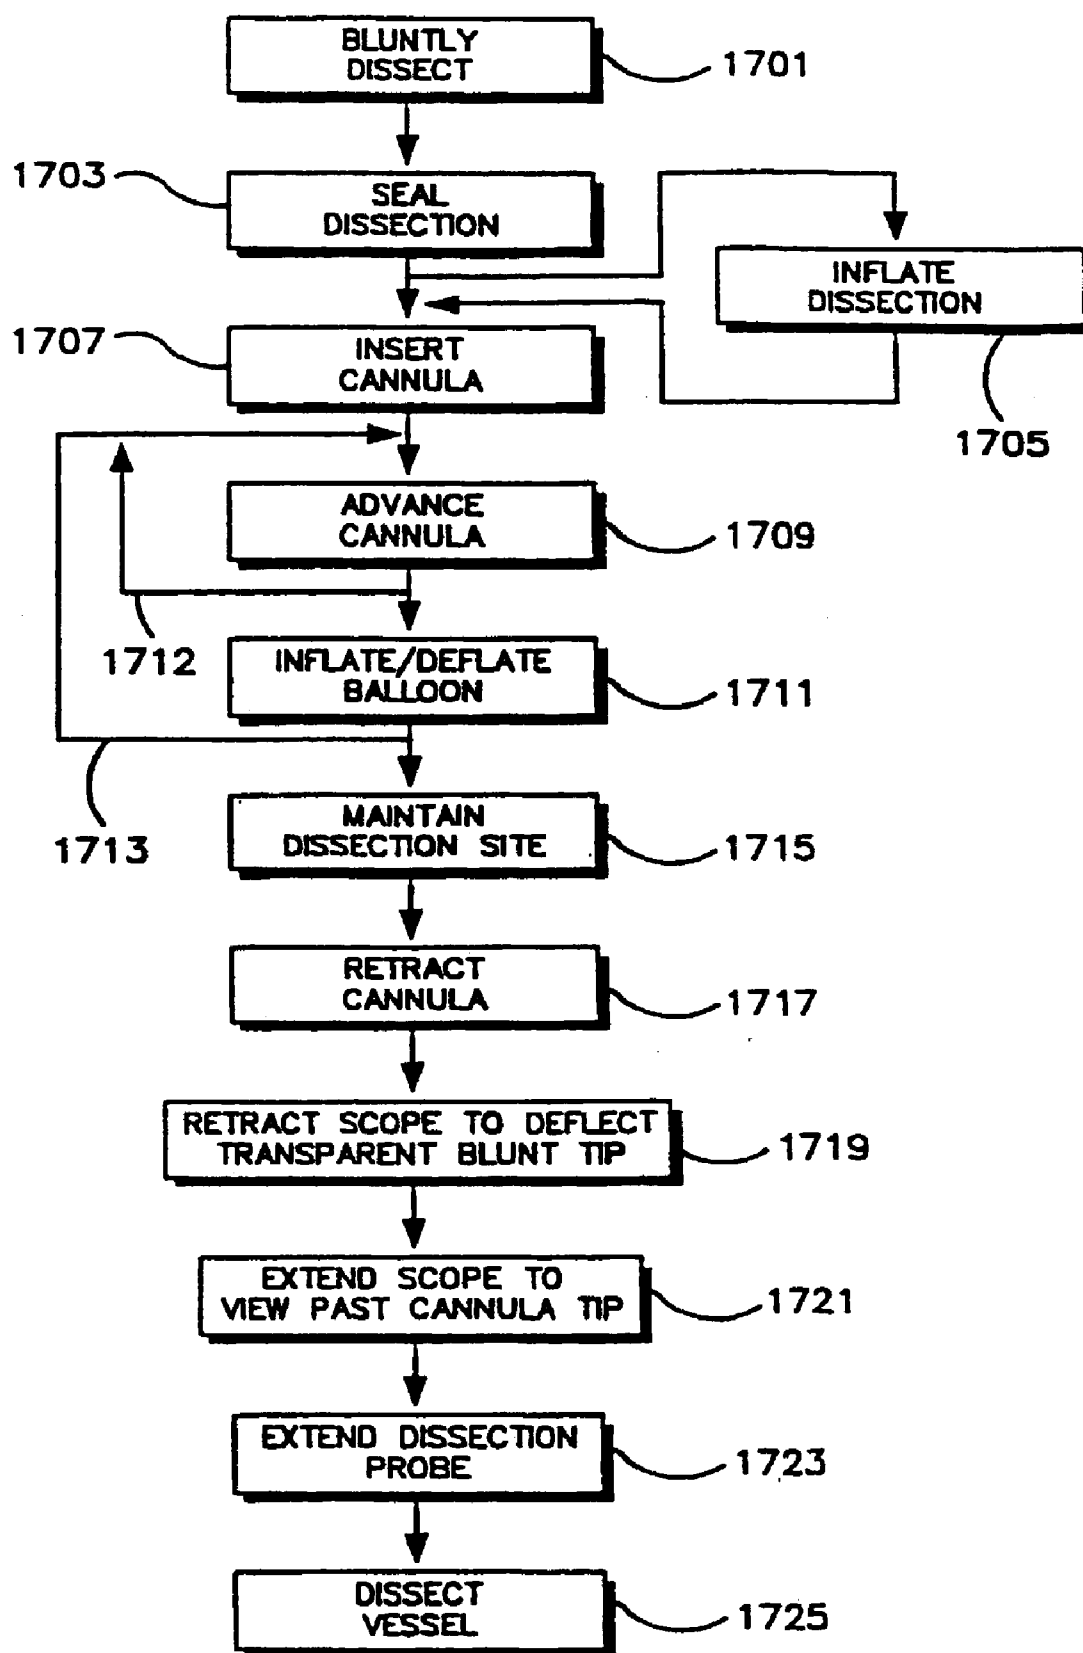 BLUNTLY
DISSECT
1701
1703
SEAL
DISSECTION
INFLATE
DISSECTION
1705
1707
INSERT
CANNULA
ADVANCE
CANNULA
1709
1712
INFLATE/DEFLATE
BALLOON
1711
1713
MAINTAIN
DISSECTION SITE
1715
RETRACT
CANNULA
1717
RETRACT SCOPE TO DEFLECT
TRANSPARENT BLUNT TIP
1719
EXTEND SCOPE TO
VIEW PAST CANNULA TIP
1721
EXTEND DISSECTION
PROBE
1723
DISSECT
VESSEL
1725